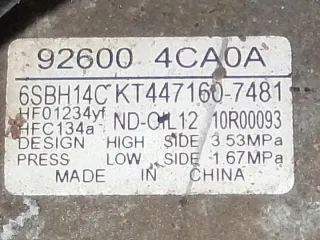 92600 4CA0A
6SBH14C KT447160-7481
HFO1234yf
HFC134a ND-OIL12 10R00093
DESIGN HIGH SIDE 3.53MPa
PRESS LOW SIDE 1.67MPa
MADE IN CHINA